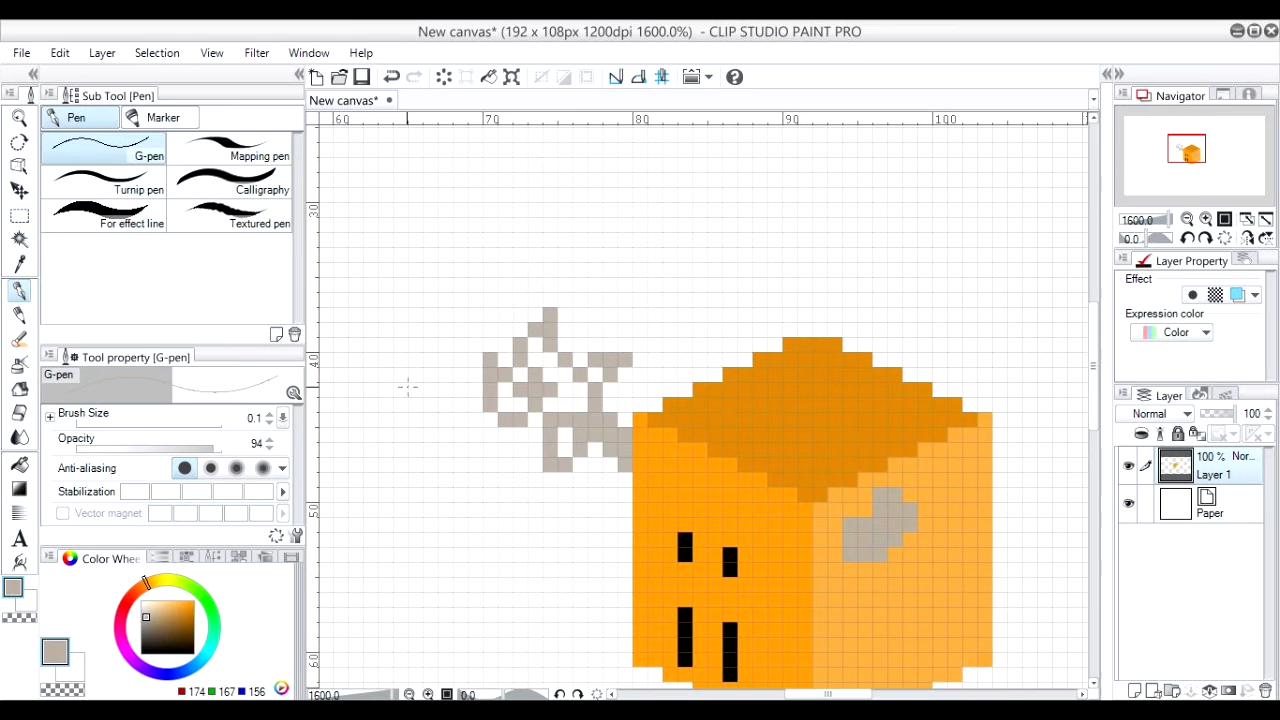 New canvas* (192 x 108px 1200dpi 1600.0%) - CLIP STUDIO PAINT PRO
File Edit Layer Selection View Filter Window Help
Sub Tool [Pen]
Pen Marker
G-pen Mapping pen
Turnip pen Calligraphy
For effect line Textured pen
Tool property [G-pen]
G-pen
Brush Size 0.1
Opacity 94
Anti-aliasing
Stabilization
Vector magnet
Color Whe
174 167 156
New canvas*
60 70 80 90 100
30
40
50
60
1600.0 0.0
Navigator
1600.0
0.0
Layer Property
Effect
Expression color
Color
Layer
Normal 100
100 % Nor...
Layer 1
Paper
A